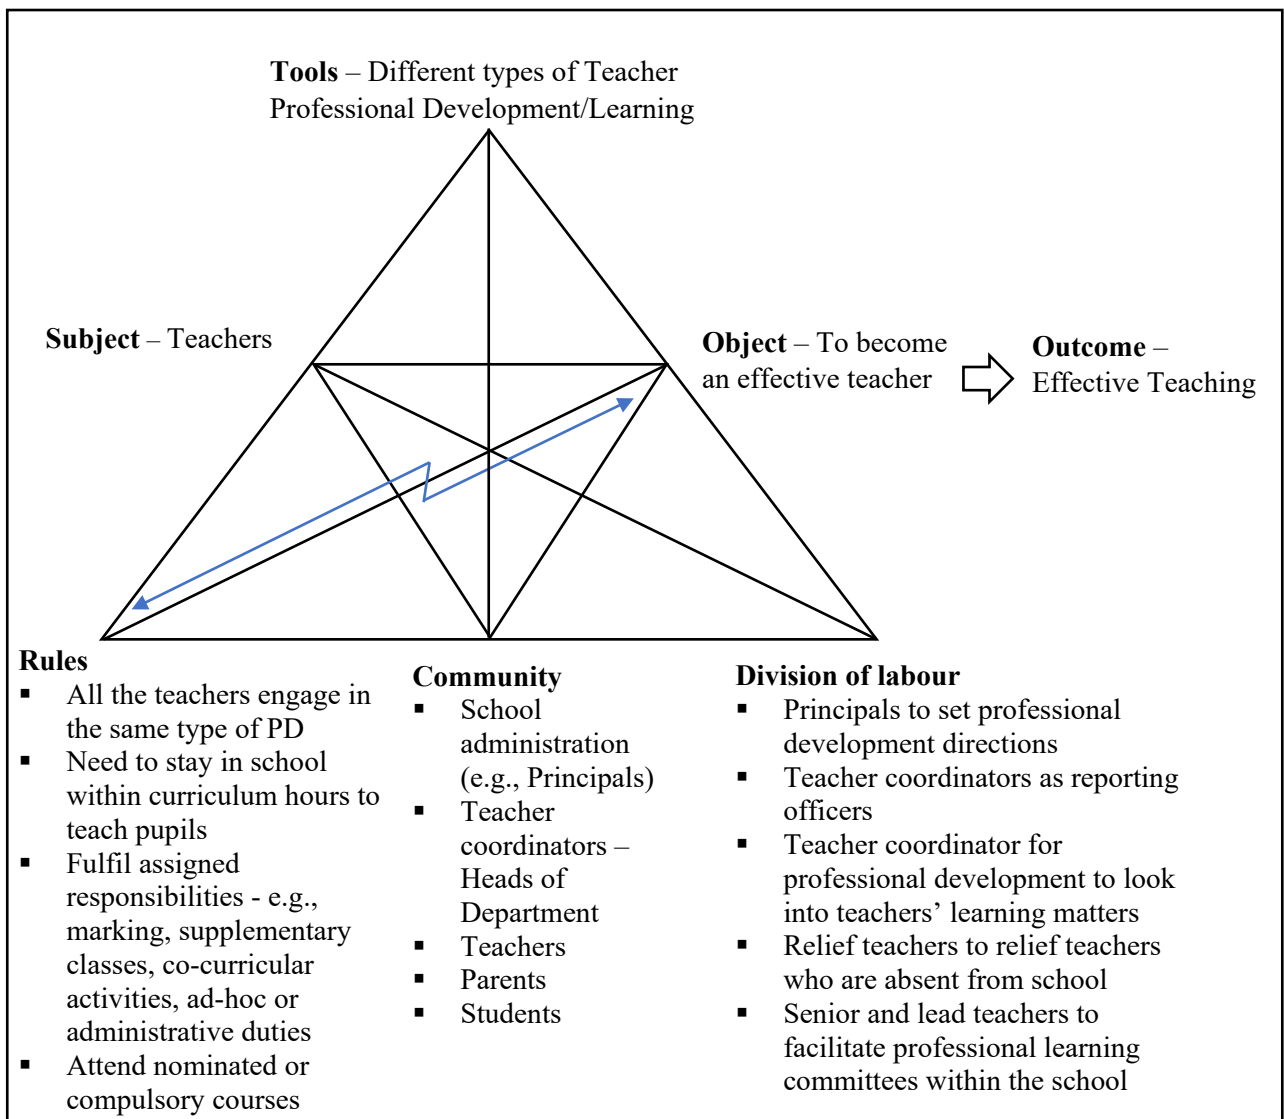 Tools – Different types of Teacher
Professional Development/Learning
Subject – Teachers
Object – To become
an effective teacher
Outcome –
Effective Teaching
Rules
▪ All the teachers engage in
the same type of PD
▪ Need to stay in school
within curriculum hours to
teach pupils
▪ Fulfil assigned
responsibilities - e.g.,
marking, supplementary
classes, co-curricular
activities, ad-hoc or
administrative duties
▪ Attend nominated or
compulsory courses
Community
▪ School
administration
(e.g., Principals)
▪ Teacher
coordinators –
Heads of
Department
▪ Teachers
▪ Parents
▪ Students
Division of labour
▪ Principals to set professional
development directions
▪ Teacher coordinators as reporting
officers
▪ Teacher coordinator for
professional development to look
into teachers’ learning matters
▪ Relief teachers to relief teachers
who are absent from school
▪ Senior and lead teachers to
facilitate professional learning
committees within the school